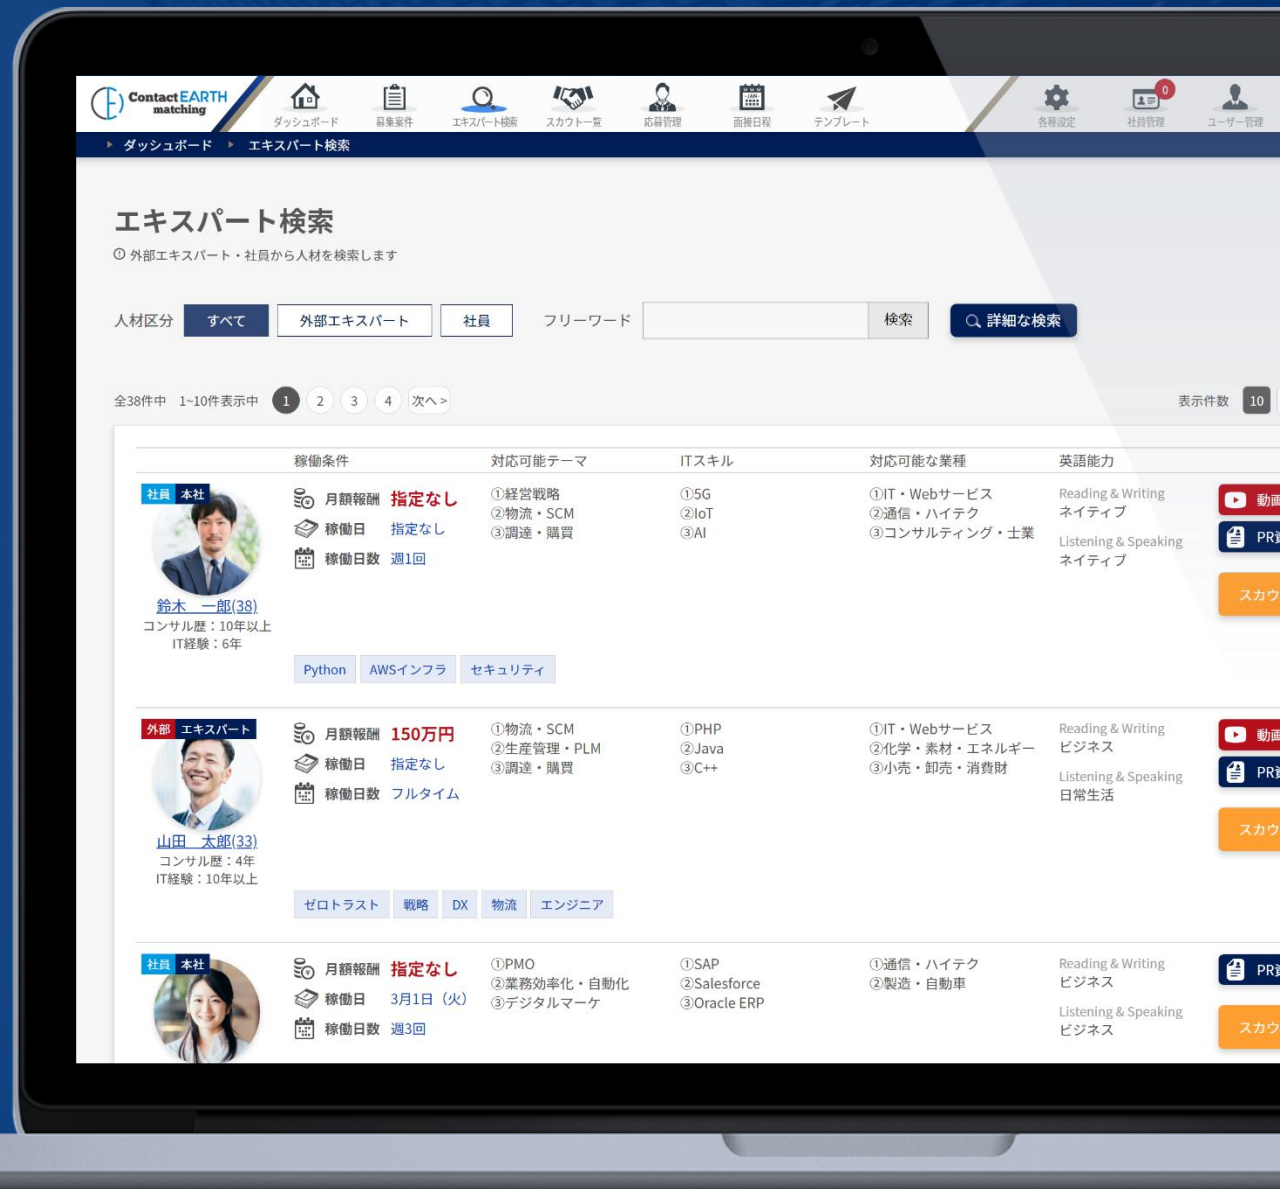 Contact EARTH
matching
ダッシュボード
募集案件
エキスパート検索
スカウト一覧
応募管理
面接日程
テンプレート
各種設定
0
社員管理
ユーザー管理
ダッシュボード
エキスパート検索
エキスパート検索
外部エキスパート・社員から人材を検索します
人材区分
すべて
外部エキスパート
社員
フリーワード
検索
詳細な検索
全38件中 1~10件表示中
1 2 3 4 次へ >
表示件数 10
稼働条件 対応可能テーマ ITスキル 対応可能な業種 英語能力
社員 本社
鈴木 一郎(38)
コンサル歴：10年以上
IT経験：6年
月額報酬 指定なし
稼働日 指定なし
稼働日数 週1回
①経営戦略
②物流・SCM
③調達・購買
①5G
②IoT
③AI
①IT・Webサービス
②通信・ハイテク
③コンサルティング・士業
Reading & Writing
ネイティブ
Listening & Speaking
ネイティブ
動画
PR資
スカウ
Python AWSインフラ セキュリティ
外部 エキスパート
山田 太郎(33)
コンサル歴：4年
IT経験：10年以上
月額報酬 150万円
稼働日 指定なし
稼働日数 フルタイム
①物流・SCM
②生産管理・PLM
③調達・購買
①PHP
②Java
③C++
①IT・Webサービス
②化学・素材・エネルギー
③小売・卸売・消費財
Reading & Writing
ビジネス
Listening & Speaking
日常生活
動画
PR資
スカウ
ゼロトラスト 戦略 DX 物流 エンジニア
社員 本社
月額報酬 指定なし
稼働日 3月1日（火）
稼働日数 週3回
①PMO
②業務効率化・自動化
③デジタルマーケ
①SAP
②Salesforce
③Oracle ERP
①通信・ハイテク
②製造・自動車
Reading & Writing
ビジネス
Listening & Speaking
ビジネス
PR資
スカウ